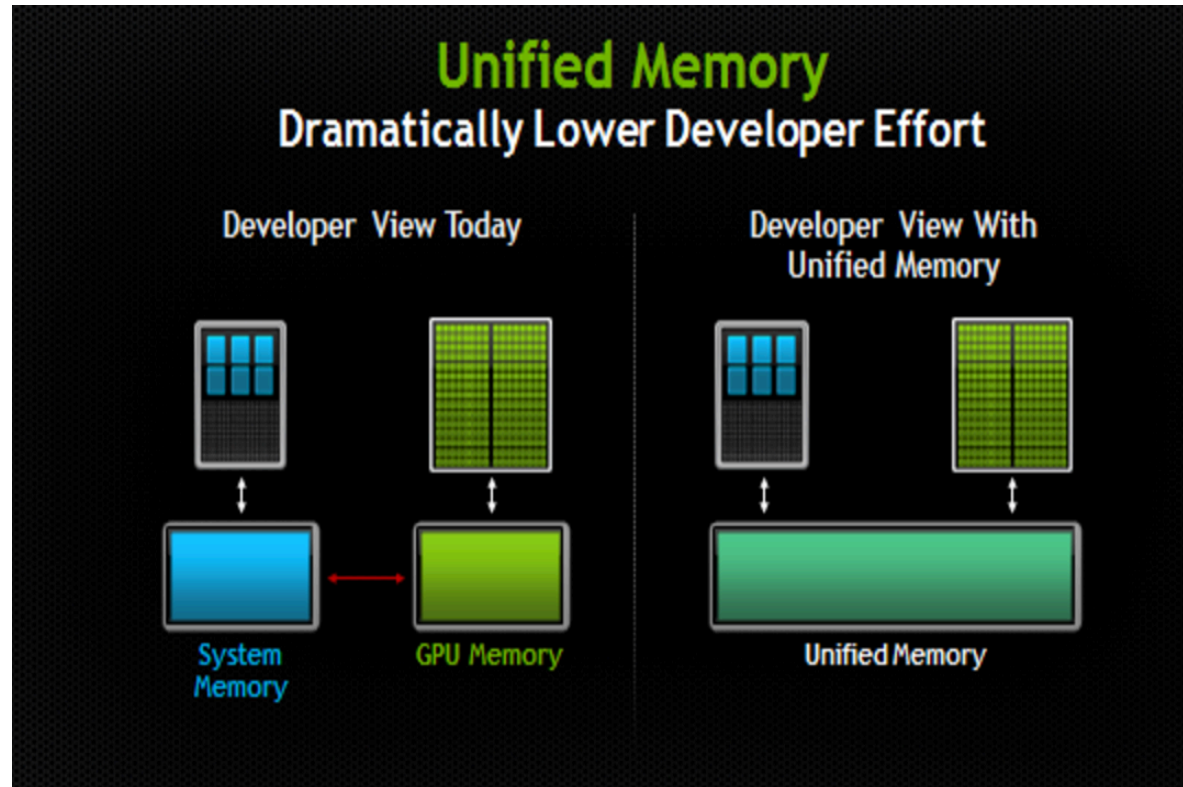 Unified Memory
Dramatically Lower Developer Effort
Developer View Today
Developer View With
Unified Memory
System
Memory
GPU Memory
Unified Memory